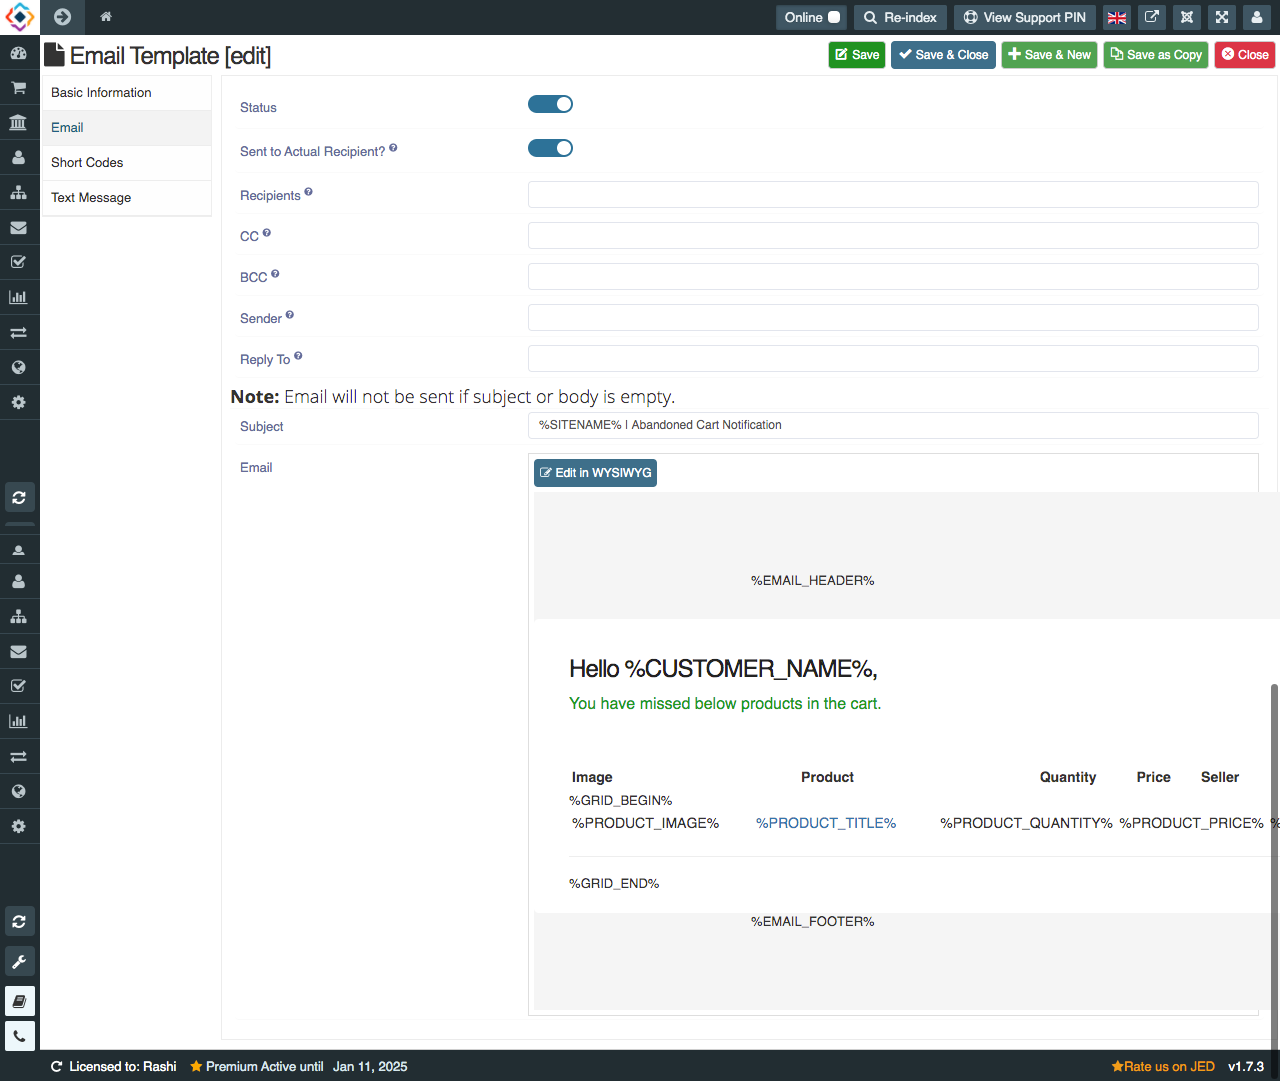 Online
Re-index
View Support PIN
Email Template [edit]
Save
Save & Close
Save & New
Save as Copy
Close
Basic Information
Email
Short Codes
Text Message
Status
Sent to Actual Recipient?
Recipients
CC
BCC
Sender
Reply To
Note: Email will not be sent if subject or body is empty.
Subject
%SITENAME% | Abandoned Cart Notification
Email
Edit in WYSIWYG
%EMAIL_HEADER%
Hello %CUSTOMER_NAME%,
You have missed below products in the cart.
Image Product Quantity Price Seller
%GRID_BEGIN%
%PRODUCT_IMAGE% %PRODUCT_TITLE% %PRODUCT_QUANTITY% %PRODUCT_PRICE% %
%GRID_END%
%EMAIL_FOOTER%
Licensed to: Rashi Premium Active until Jan 11, 2025 Rate us on JED v1.7.3